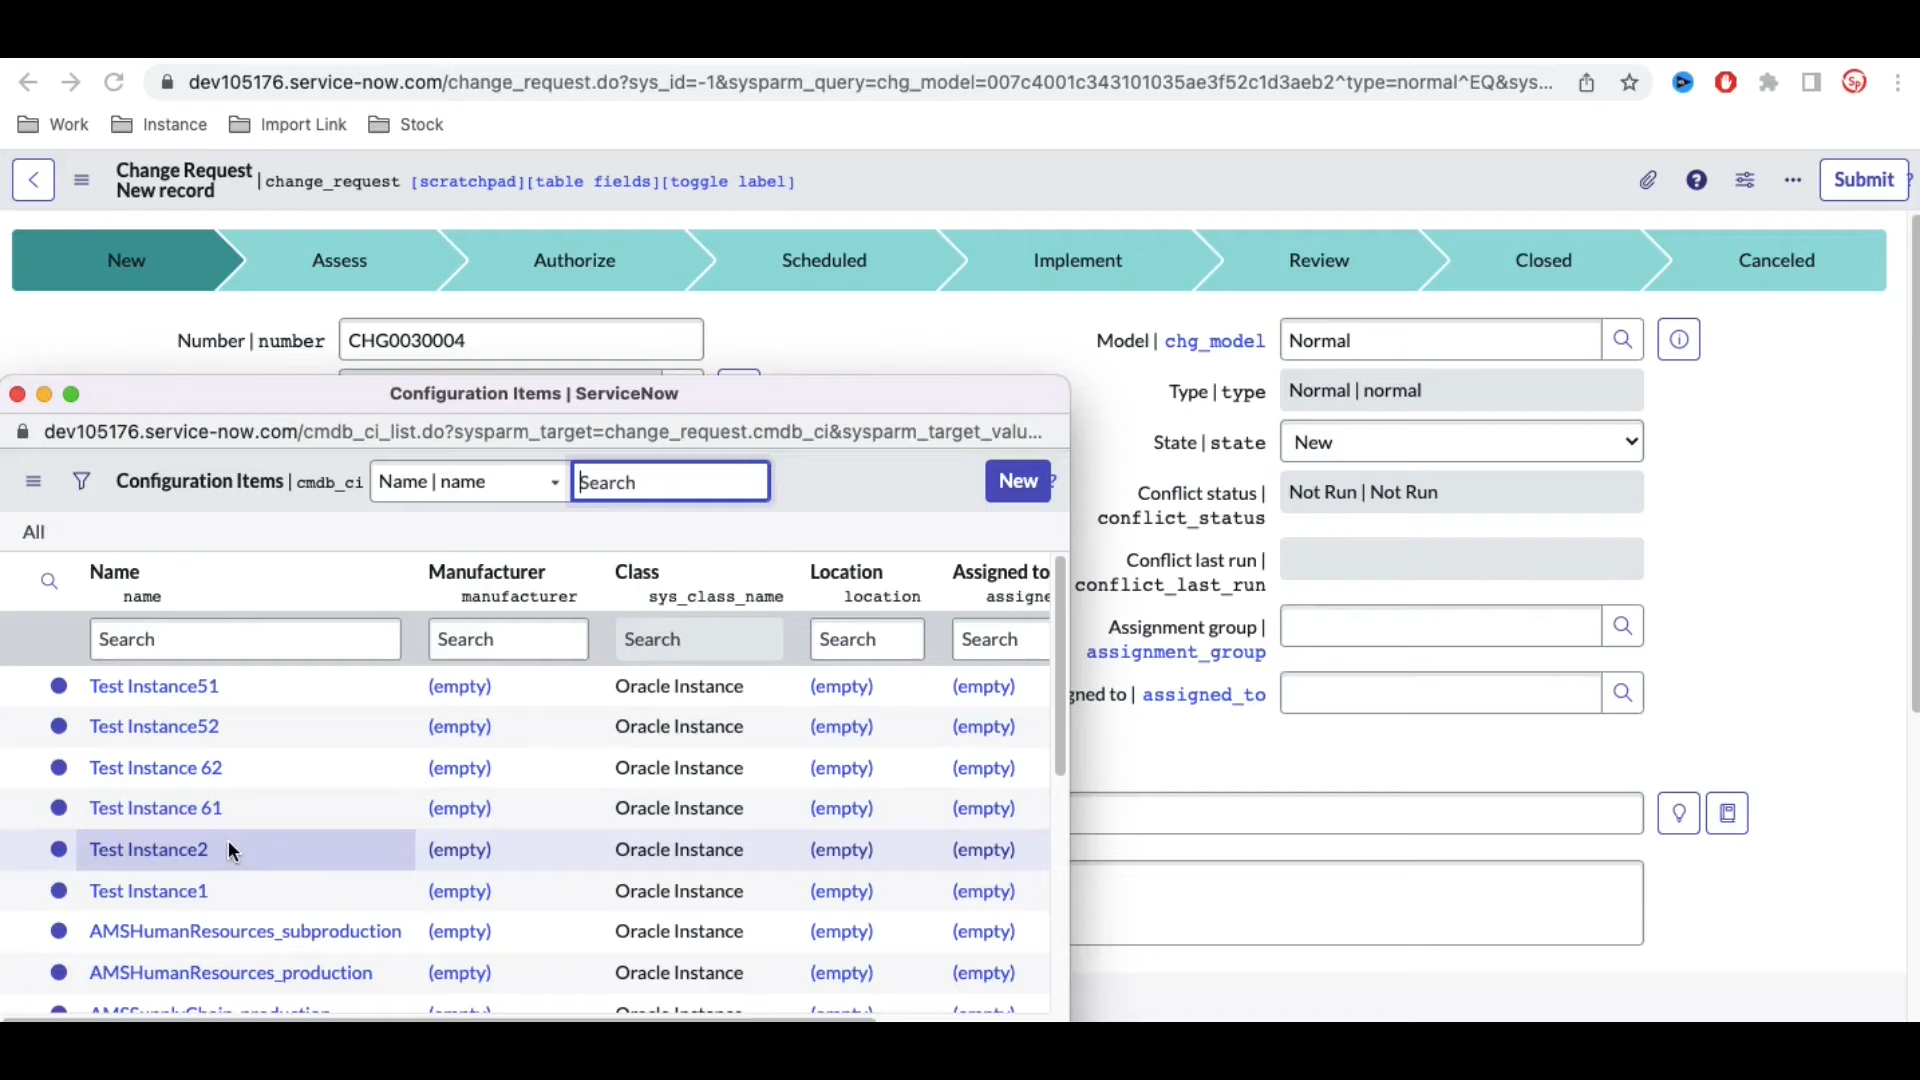 dev105176.service-now.com/change_request.do?sys_id=-1&sysparm_query=chg_model=007c4001c343101035ae3f52c1d3aeb2^type=normal^EQ&sys...
Sp
Work Instance Import Link Stock
Change Request
New record | change_request [scratchpad][table fields][toggle label]
Submit ?
New Assess Authorize Scheduled Implement Review Closed Canceled
Number | number CHG0030004
Model | chg_model Normal
Type | type Normal | normal
State | state New
Conflict status | Not Run | Not Run
conflict_status
Conflict last run |
conflict_last_run
Assignment group |
assignment_group
gned to | assigned_to
Configuration Items | ServiceNow
dev105176.service-now.com/cmdb_ci_list.do?sysparm_target=change_request.cmdb_ci&sysparm_target_valu...
Configuration Items | cmdb_ci Name | name Search New ?
All
Name Manufacturer Class Location Assigned to
name manufacturer sys_class_name location assigne
Search Search Search Search Search
Test Instance51 (empty) Oracle Instance (empty) (empty)
Test Instance52 (empty) Oracle Instance (empty) (empty)
Test Instance 62 (empty) Oracle Instance (empty) (empty)
Test Instance 61 (empty) Oracle Instance (empty) (empty)
Test Instance2 (empty) Oracle Instance (empty) (empty)
Test Instance1 (empty) Oracle Instance (empty) (empty)
AMSHumanResources_subproduction (empty) Oracle Instance (empty) (empty)
AMSHumanResources_production (empty) Oracle Instance (empty) (empty)